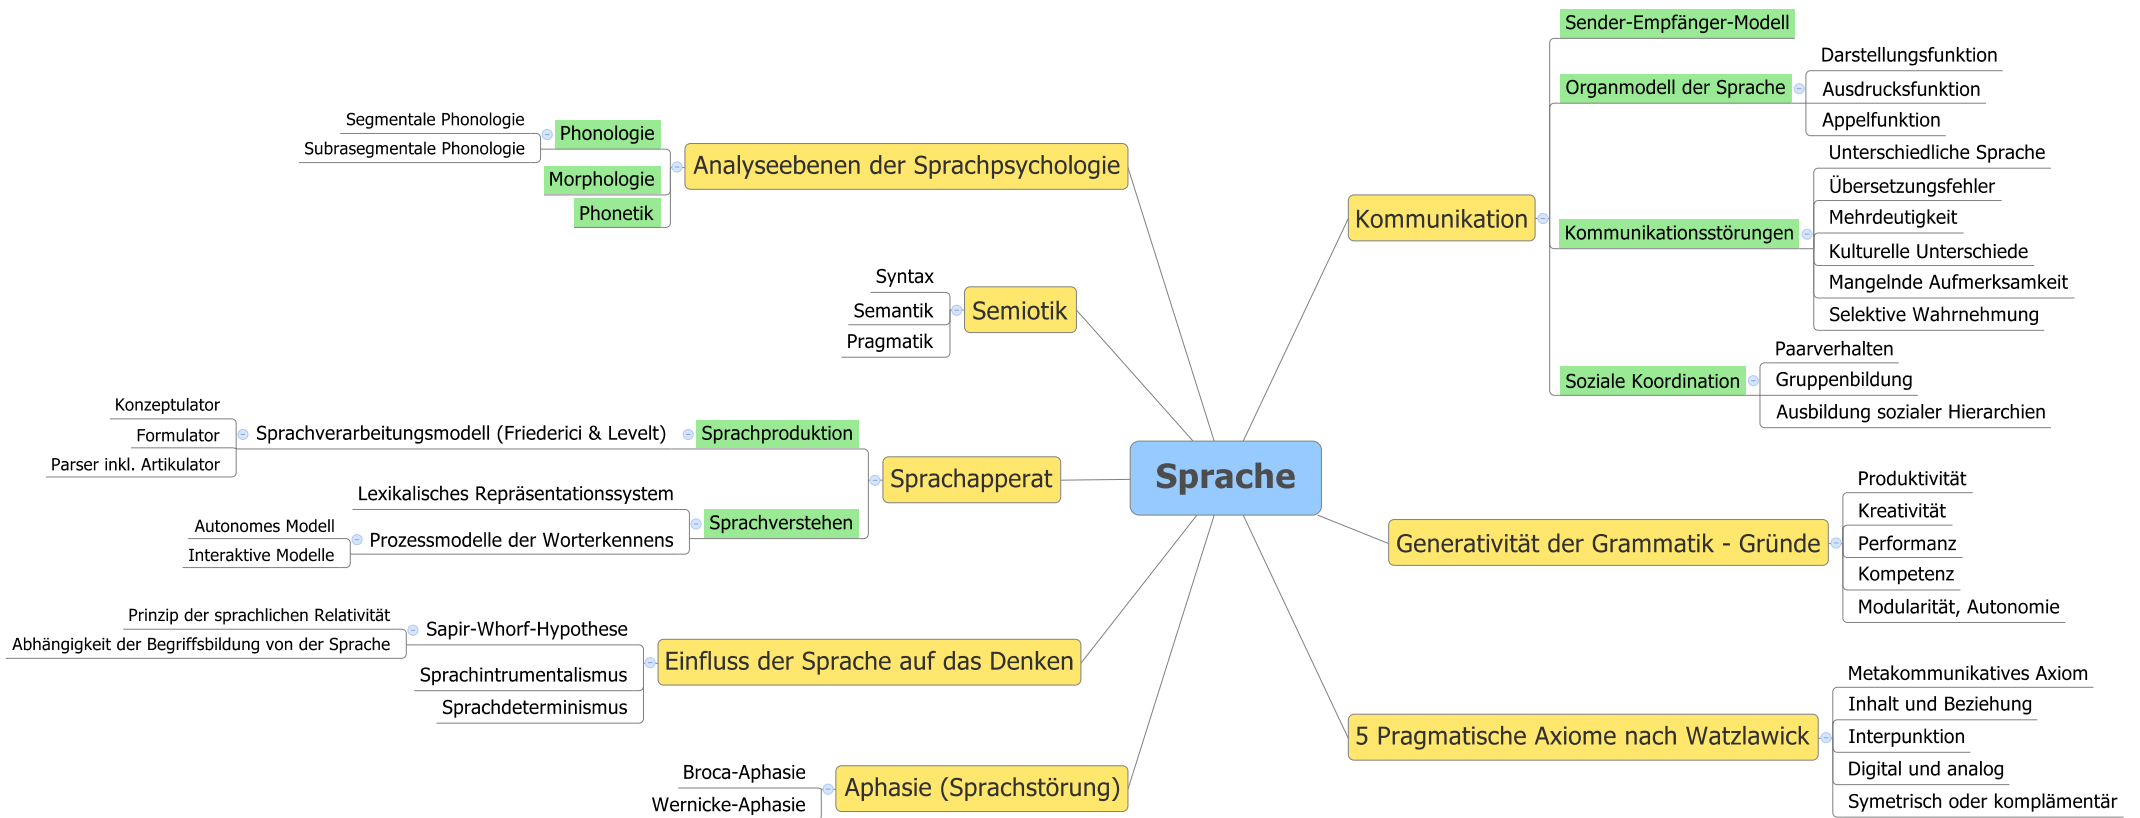 Sprache
Kommunikation
Sender-Empfänger-Modell
Organmodell der Sprache
Darstellungsfunktion
Ausdrucksfunktion
Appelfunktion
Kommunikationsstörungen
Unterschiedliche Sprache
Übersetzungsfehler
Mehrdeutigkeit
Kulturelle Unterschiede
Mangelnde Aufmerksamkeit
Selektive Wahrnehmung
Soziale Koordination
Paarverhalten
Gruppenbildung
Ausbildung sozialer Hierarchien
Generativität der Grammatik - Gründe
Produktivität
Kreativität
Performanz
Kompetenz
Modularität, Autonomie
5 Pragmatische Axiome nach Watzlawick
Metakommunikatives Axiom
Inhalt und Beziehung
Interpunktion
Digital und analog
Symetrisch oder komplämentär
Analyseebenen der Sprachpsychologie
Phonologie
Segmentale Phonologie
Subrasegmentale Phonologie
Morphologie
Phonetik
Semiotik
Syntax
Semantik
Pragmatik
Sprachapperat
Sprachproduktion
Sprachverarbeitungsmodell (Friederici & Levelt)
Konzeptulator
Formulator
Parser inkl. Artikulator
Sprachverstehen
Lexikalisches Repräsentationssystem
Prozessmodelle der Worterkennens
Autonomes Modell
Interaktive Modelle
Einfluss der Sprache auf das Denken
Sapir-Whorf-Hypothese
Prinzip der sprachlichen Relativität
Abhängigkeit der Begriffsbildung von der Sprache
Sprachintrumentalismus
Sprachdeterminismus
Aphasie (Sprachstörung)
Broca-Aphasie
Wernicke-Aphasie